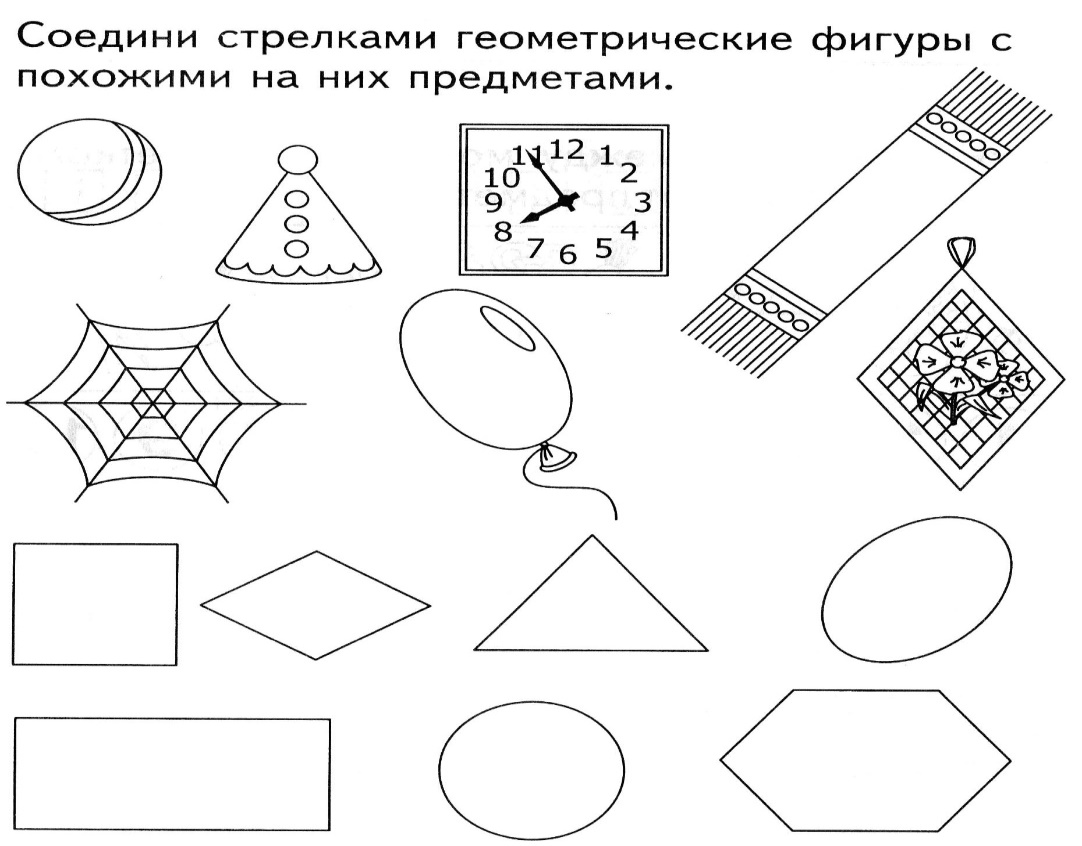 Соедини стрелками геометрические фигуры с
похожими на них предметами.
11 12 1
10 2
9 3
8 4
7 6 5